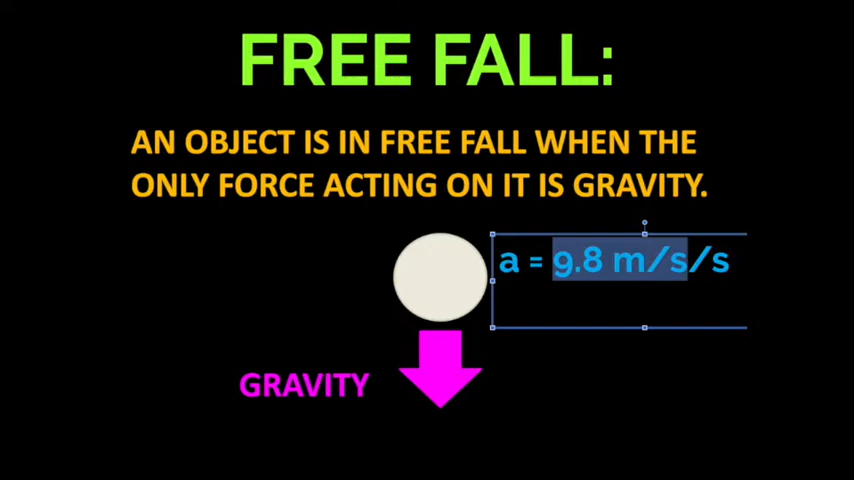 FREE FALL:
AN OBJECT IS IN FREE FALL WHEN THE
ONLY FORCE ACTING ON IT IS GRAVITY.
a = 9.8 m/s/s
GRAVITY